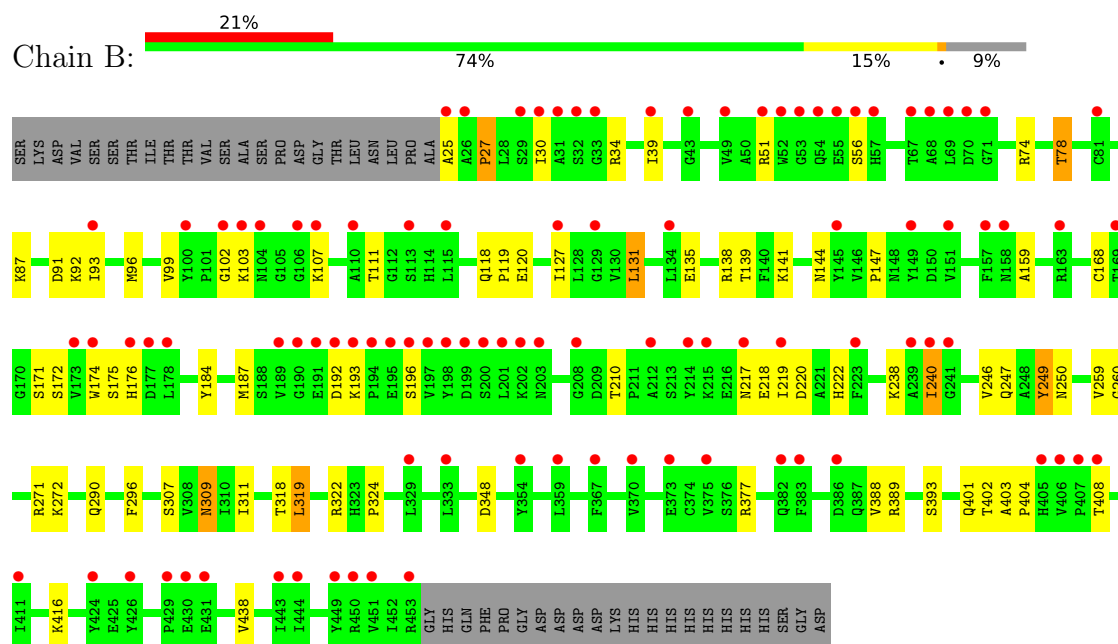 21%
Chain B:
74% 15% • 9%
SER LYS ASP VAL SER SER THR ILE THR THR VAL SER ALA SER PRO ASP GLY THR LEU ASN LEU PRO ALA A25 A26 P27 L28 S29 I30 A31 S32 G33 R34 I39 G43 V49 A50 R51 W52 G53 Q54 E55 S56 H57 T67 A68 L69 D70 G71 R74 T78 C81
K87 D91 K92 I93 M96 V99 Y100 P101 G102 K103 N104 G105 G106 K107 A110 T111 G112 S113 H114 L115 Q118 P119 E120 I127 L128 G129 V130 L131 L134 E135 R138 T139 F140 K141 N144 Y145 V146 P147 N148 Y149 D150 V151 F157 N158 A159 R163 C168 T169
G170 S171 S172 V173 W174 S175 H176 D177 L178 Y184 M187 S188 V189 G190 E191 D192 K193 P194 E195 S196 V197 Y198 D199 S200 L201 K202 N203 G208 D209 T210 P211 A212 S213 Y214 K215 E216 N217 E218 I219 D220 A221 H222 F223 K238 A239 I240 G241 V246 Q247 A248 Y249 N250 V259
R271 K272 Q290 F296 S307 V308 N309 I310 I311 T318 L319 R322 H323 P324 L329 L333 D348 Y354 L359 F367 V370 E373 C374 V375 S376 R377 Q382 F383 D386 Q387 V388 R389 S393 Q401 T402 A403 P404 H405 V406 P407 T408
I411 K416 Y424 E425 Y426 P429 E430 E431 V438 I443 I444 Y449 R450 V451 I452 R453 GLY HIS GLN PHE PRO GLY ASP ASP ASP ASP LYS HIS HIS HIS HIS HIS HIS SER GLY ASP